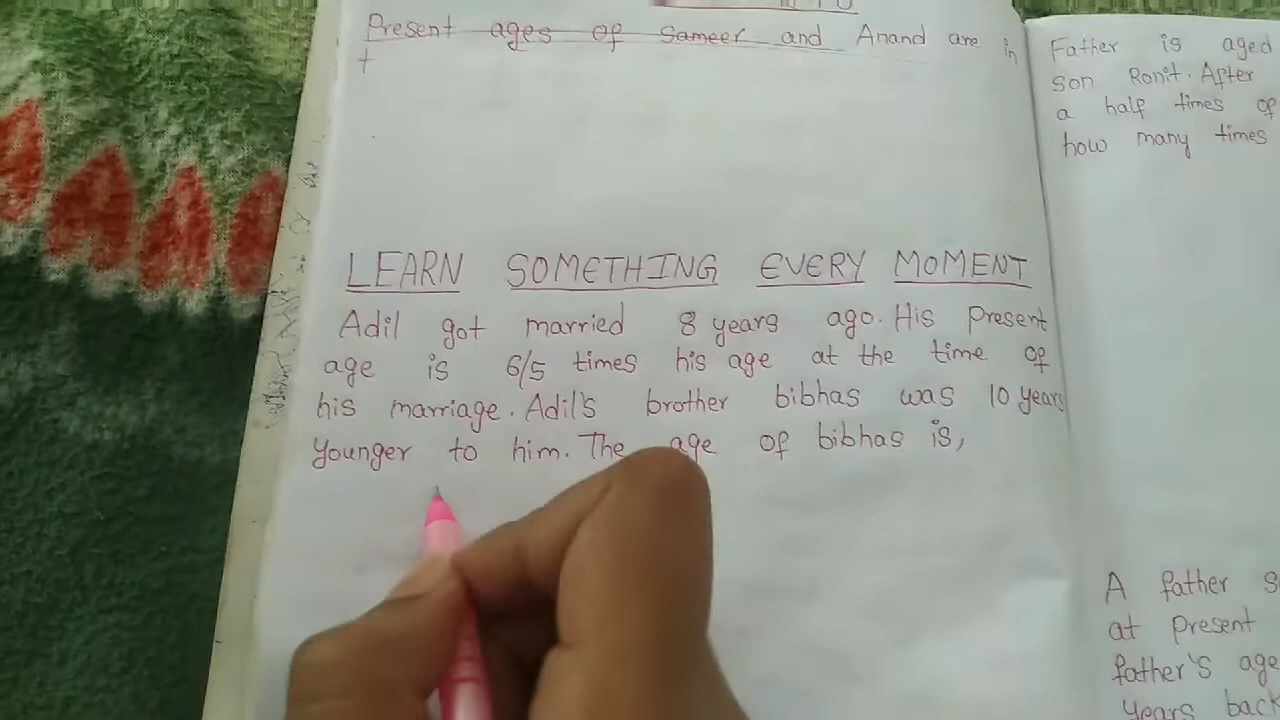 Present ages of Sameer and Anand are in
t
LEARN SOMETHING EVERY MOMENT
Adil got married 8 years ago. His present
age is 6/5 times his age at the time of
his marriage. Adil's brother bibhas was 10 years
younger to him. The age of bibhas is,
Father is aged
son Ronit. After
a half times of
how many times
A father
at present
father's age
years back